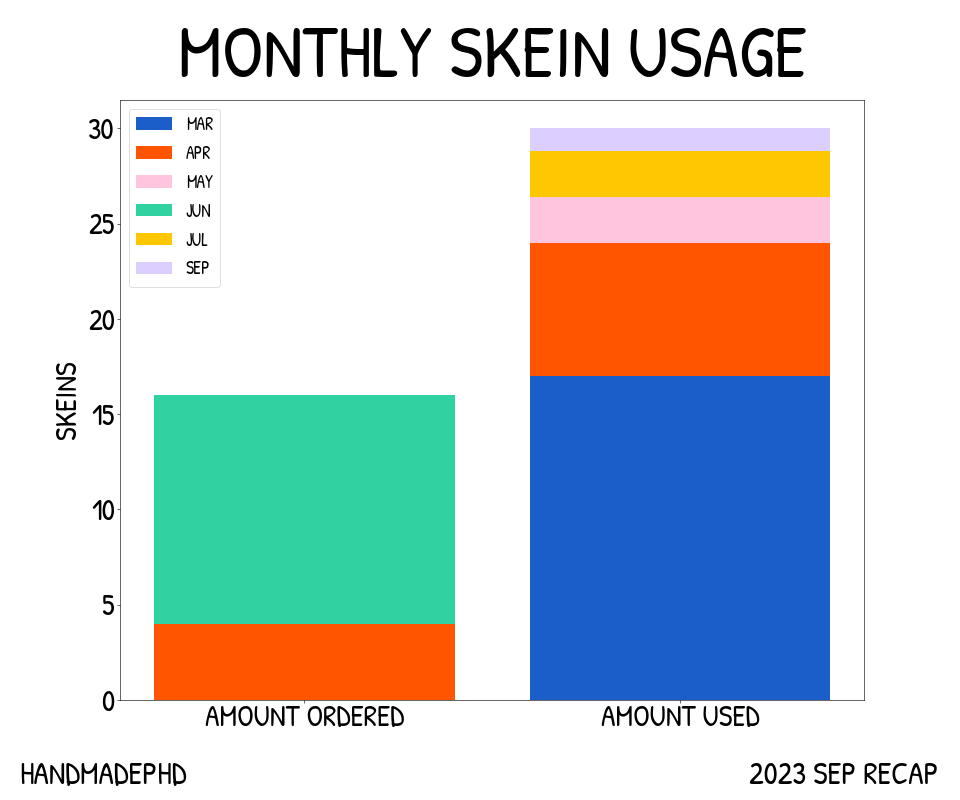 MONTHLY SKEIN USAGE
MAR
APR
MAY
JUN
JUL
SEP
30
25
20
15
10
5
0
SKEINS
AMOUNT ORDERED
AMOUNT USED
HANDMADEPHD
2023 SEP RECAP